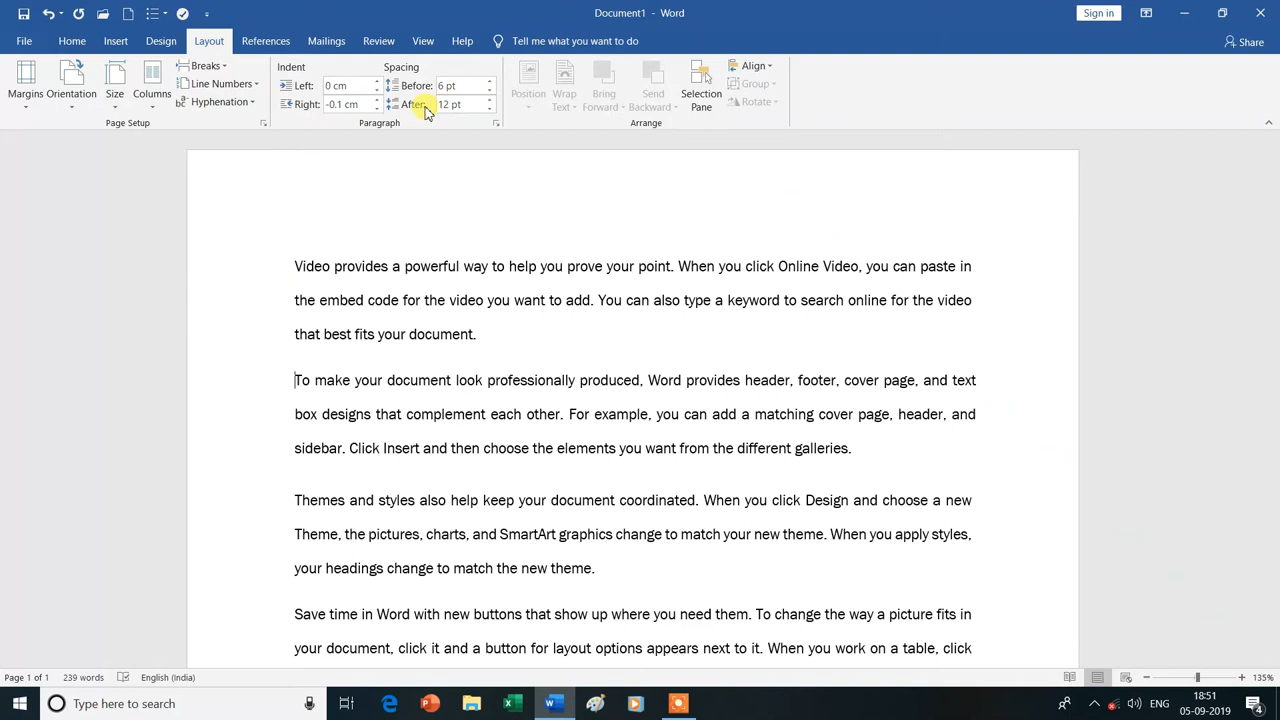 Document1 - Word
Sign in
File Home Insert Design Layout References Mailings Review View Help Tell me what you want to do Share
Margins Orientation Size Columns
Breaks
Line Numbers
Hyphenation
Page Setup
Indent Spacing
Left: 0 cm Before: 6 pt
Right: -0.1 cm After: 12 pt
Paragraph
Position Wrap Text Bring Forward Send Backward Selection Pane
Align
Group
Rotate
Arrange
Video provides a powerful way to help you prove your point. When you click Online Video, you can paste in
the embed code for the video you want to add. You can also type a keyword to search online for the video
that best fits your document.
To make your document look professionally produced, Word provides header, footer, cover page, and text
box designs that complement each other. For example, you can add a matching cover page, header, and
sidebar. Click Insert and then choose the elements you want from the different galleries.
Themes and styles also help keep your document coordinated. When you click Design and choose a new
Theme, the pictures, charts, and SmartArt graphics change to match your new theme. When you apply styles,
your headings change to match the new theme.
Save time in Word with new buttons that show up where you need them. To change the way a picture fits in
your document, click it and a button for layout options appears next to it. When you work on a table, click
Page 1 of 1 239 words English (India) 135%
Type here to search
ENG
18:51
05-09-2019
4